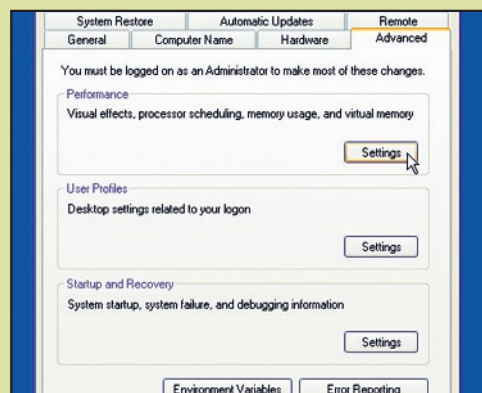 System Restore Automatic Updates Remote
General Computer Name Hardware Advanced
You must be logged on as an Administrator to make most of these changes.
Performance
Visual effects, processor scheduling, memory usage, and virtual memory
Settings
User Profiles
Desktop settings related to your logon
Settings
Startup and Recovery
System startup, system failure, and debugging information
Settings
Environment Variables Error Reporting